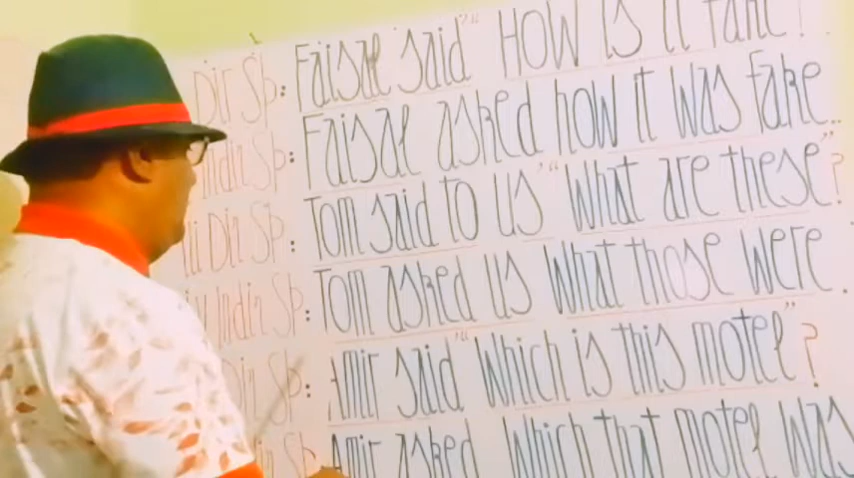 Dir Sp: Faisal said" How is it fake?
Indir Sp: Faisal asked how it was fake..
iii Dir Sp: Tom said to us "What are these"?
Indir Sp: Tom asked us what those were.
Dir Sp: Amir said "Which is this motel"?
Sp: Amir asked which that motel was